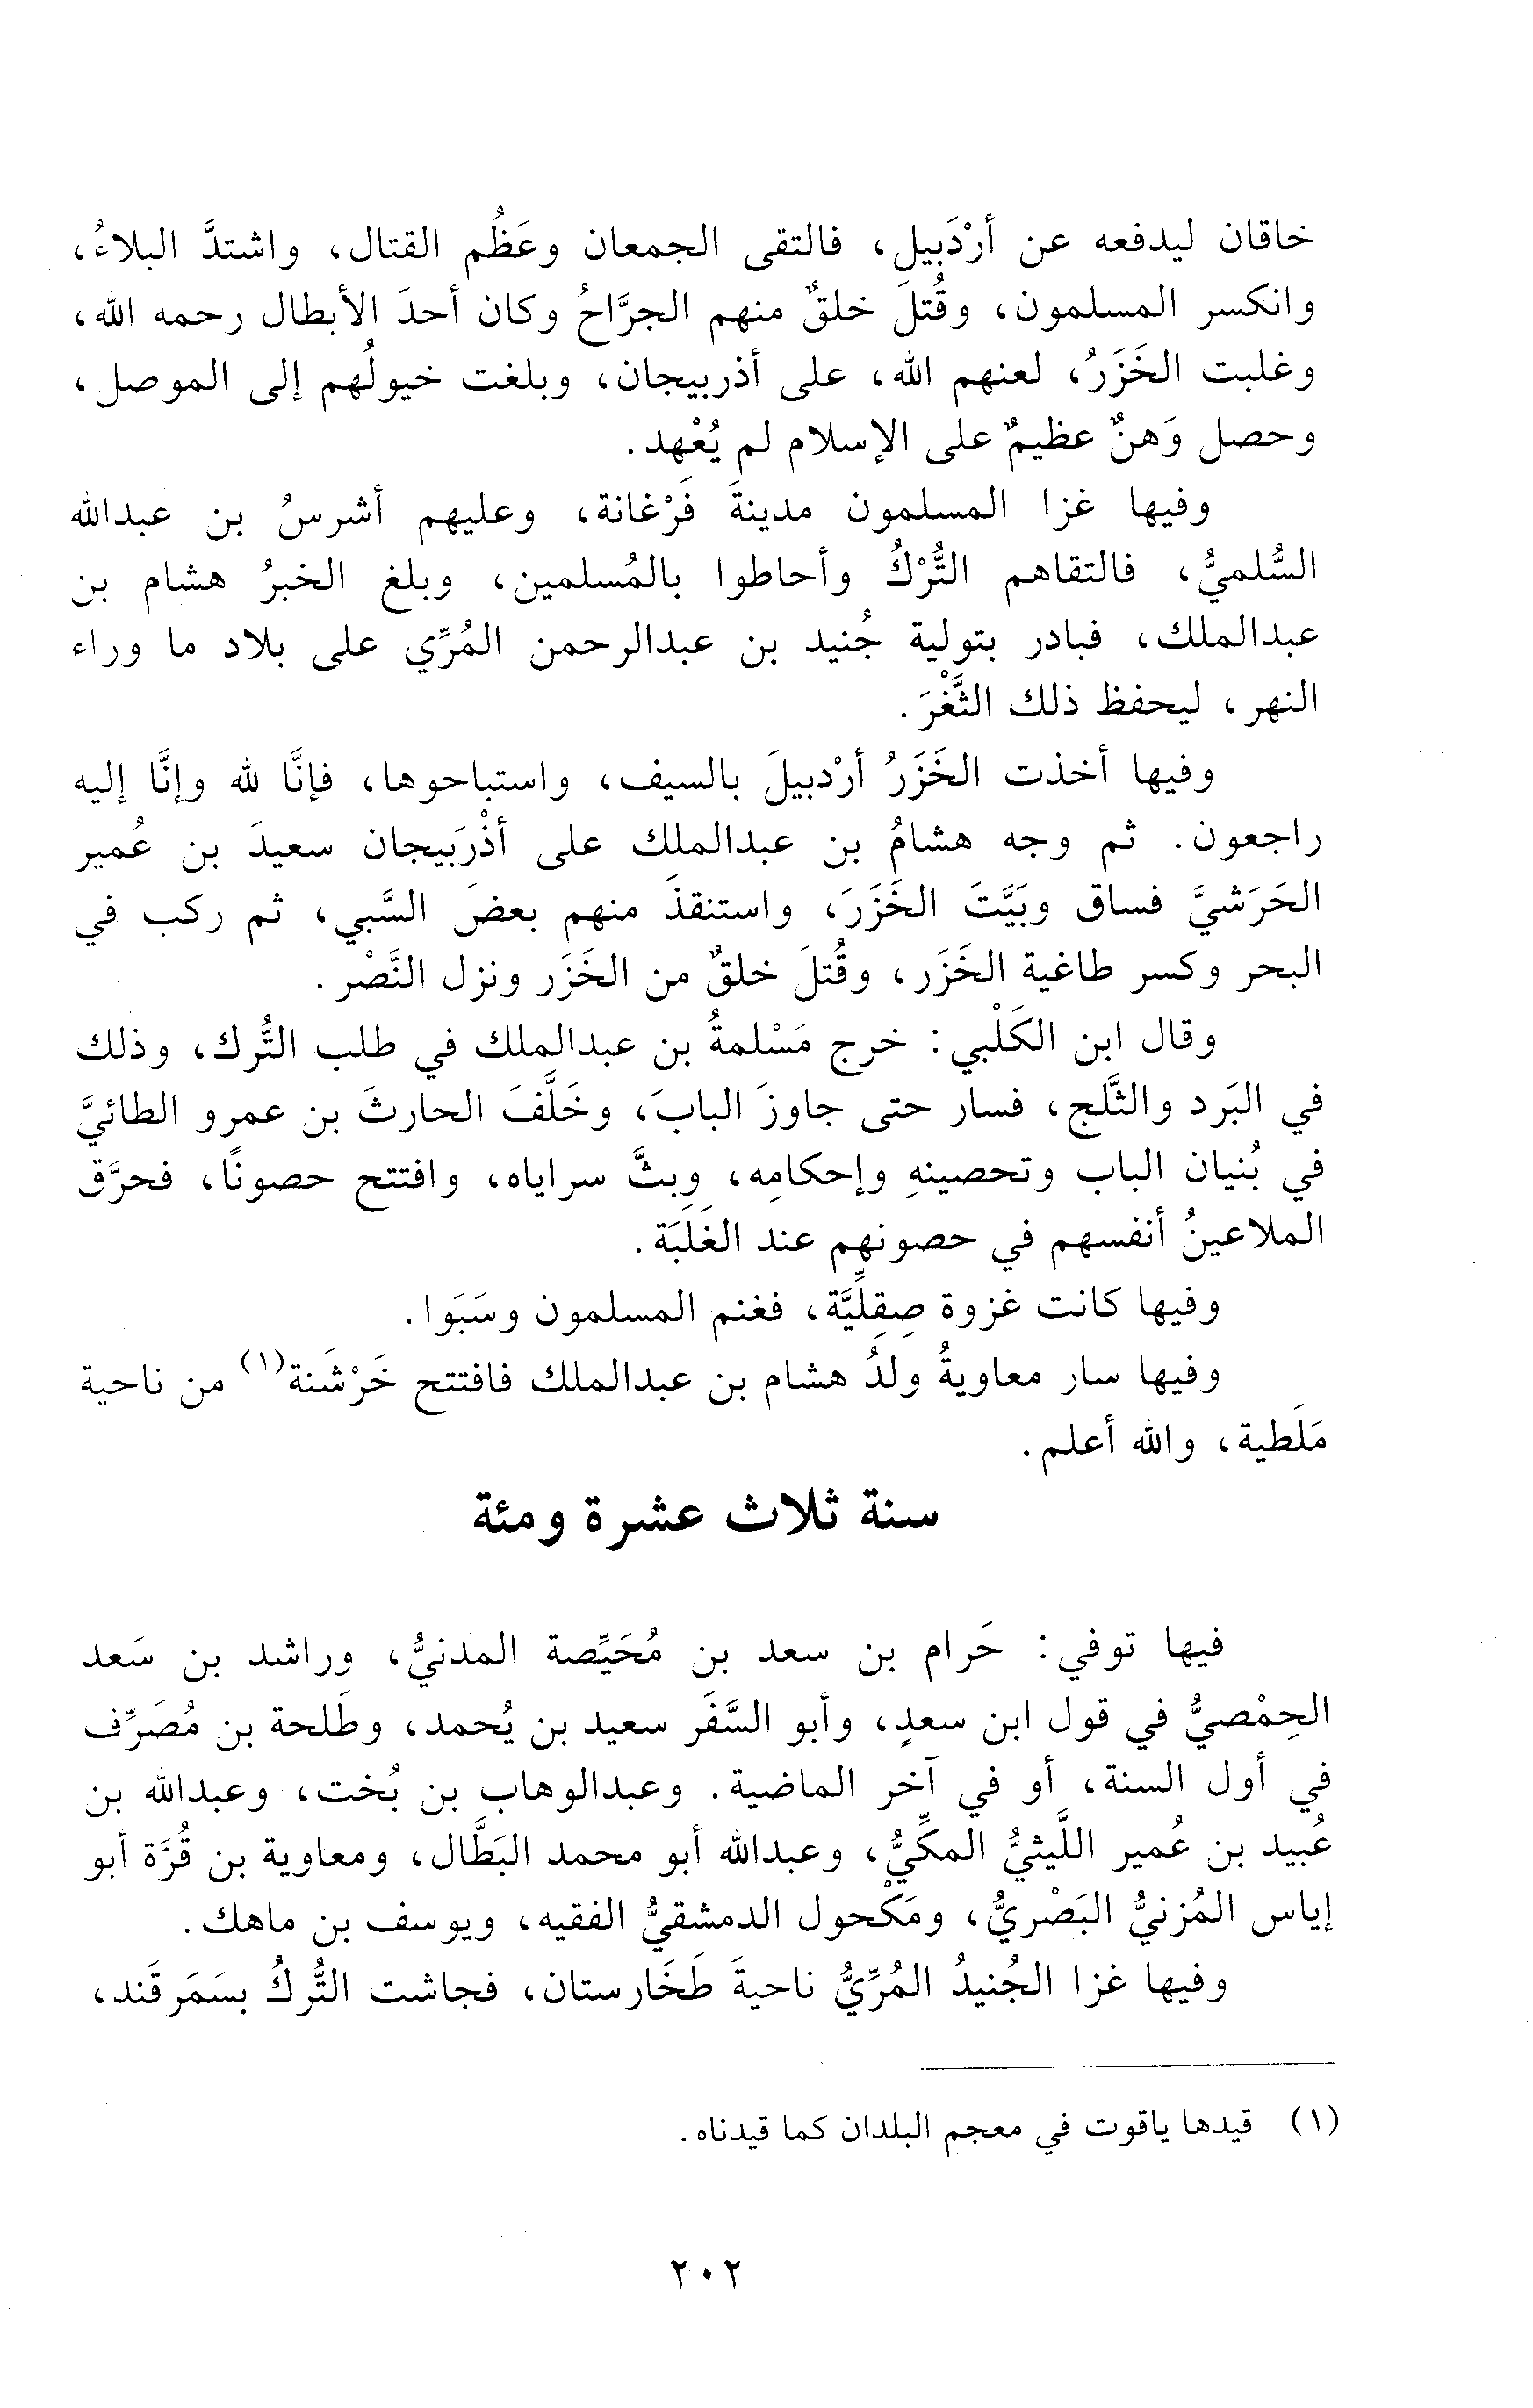 خاقان ليدفعه عن أرْدَبيلِ، فالتقى الجمعان وعَظُم القتال، واشتدَّ البلاءُ،
وانكسر المسلمون، وقُتلَ خلقٌ منهم الجرَّاحُ وكان أحدَ الأبطال رحمه الله،
وغلبت الخَزَرُ، لعنهم الله، على أذربيجان، وبلغت خيولُهم إلى الموصل،
وحصل وَهنٌ عظيمٌ على الإسلام لم يُعْهد.
وفيها غزا المسلمون مدينةَ فَرْغانة، وعليهم أشرسُ بن عبدالله
السُّلميُّ، فالتقاهم التُّرْكُ وأحاطوا بالمُسلمين، وبلغ الخبرُ هشام بن
عبدالملك، فبادر بتولية جُنيد بن عبدالرحمن المُرِّي على بلاد ما وراء
النهر، ليحفظ ذلك الثَّغْرَ.
وفيها أخذت الخَزَرُ أرْدبيلَ بالسيف، واستباحوها، فإنَّا لله وإنَّا إليه
راجعون. ثم وجه هشامُ بن عبدالملك على أذْرَبيجان سعيدَ بن عُمير
الحَرَشيَّ فساق وبَيَّتَ الخَزَرَ، واستنقذَ منهم بعضَ السَّبي، ثم ركب في
البحر وكسر طاغية الخَزَر، وقُتلَ خلقٌ من الخَزَر ونزل النَّصْر.
وقال ابن الكَلْبي: خرج مَسْلمةُ بن عبدالملك في طلب التُّرك، وذلك
في البَرد والثَّلج، فسار حتى جاوزَ البابَ، وخَلَّفَ الحارثَ بن عمرو الطائيَّ
في بُنيان الباب وتحصينهِ وإحكامِه، وبثَّ سراياه، وافتتح حصونًا، فحرَّق
الملاعينُ أنفسهم في حصونهم عند الغَلَبَة.
وفيها كانت غزوة صِقِلِّيَّة، فغنم المسلمون وسَبَوا.
وفيها سار معاويةُ ولدُ هشام بن عبدالملك فافتتح خَرْشَنة(١) من ناحية
مَلَطية، والله أعلم.
سنة ثلاث عشرة ومئة
فيها توفي: حَرام بن سعد بن مُحَيِّصة المدنيُّ، وراشد بن سَعد
الحِمْصيُّ في قول ابن سعدٍ، وأبو السَّفَر سعيد بن يُحمد، وطَلحة بن مُصَرِّف
في أول السنة، أو في آخر الماضية. وعبدالوهاب بن بُخت، وعبدالله بن
عُبيد بن عُمير اللَّيثيُّ المكِّيُّ، وعبدالله أبو محمد البَطَّال، ومعاوية بن قُرَّة أبو
إياس المُزنيُّ البَصْريُّ، ومَكْحول الدمشقيُّ الفقيه، ويوسف بن ماهك.
وفيها غزا الجُنيدُ المُرِّيُّ ناحيةَ طَخَارستان، فجاشت التُّركُ بسَمَرقَند،
(١) قيدها ياقوت في معجم البلدان كما قيدناه.
٢٠٢